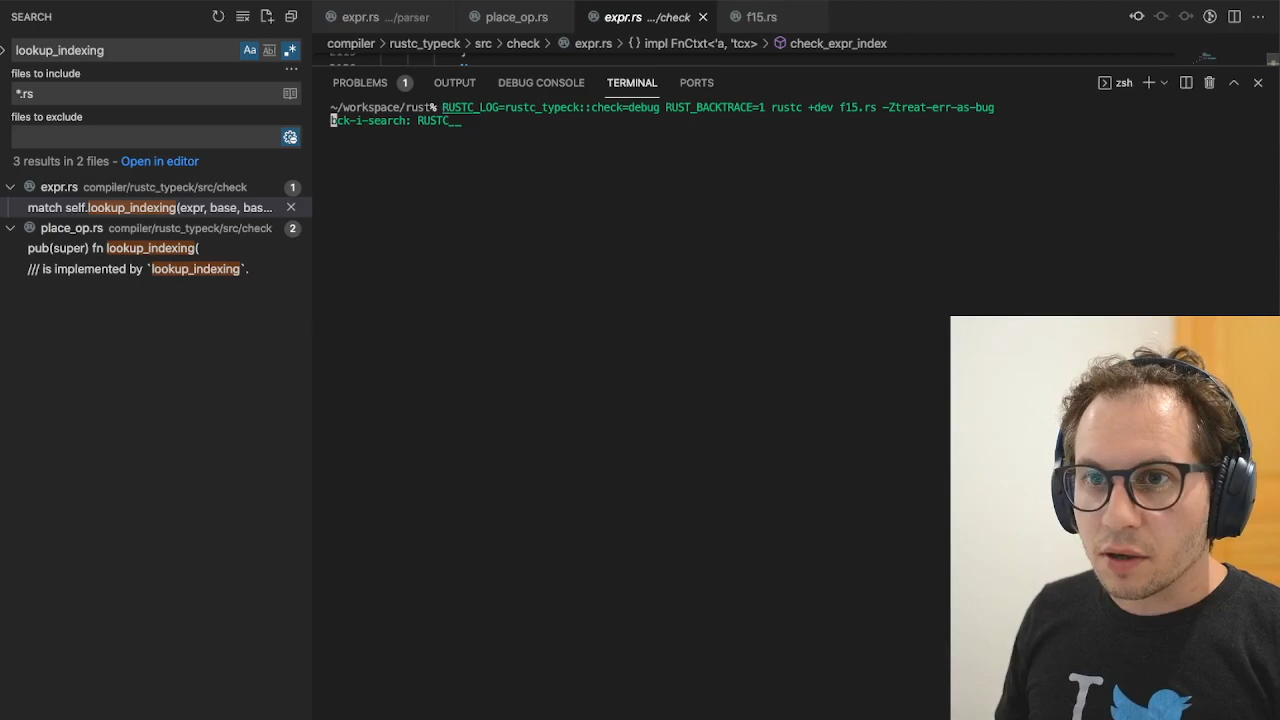 SEARCH
lookup_indexing
Aa
Ab
files to include
*.rs
files to exclude
3 results in 2 files - Open in editor
expr.rs compiler/rustc_typeck/src/check 1
match self.lookup_indexing(expr, base, bas...
place_op.rs compiler/rustc_typeck/src/check 2
pub(super) fn lookup_indexing(
/// is implemented by `lookup_indexing`.
expr.rs .../parser
place_op.rs
expr.rs .../check
f15.rs
compiler > rustc_typeck > src > check > expr.rs > {} impl FnCtxt<'a, 'tcx> > check_expr_index
PROBLEMS 1 OUTPUT DEBUG CONSOLE TERMINAL PORTS
zsh
~/workspace/rust% RUSTC_LOG=rustc_typeck::check=debug RUST_BACKTRACE=1 rustc +dev f15.rs -Ztreat-err-as-bug
bck-i-search: RUSTC__
I